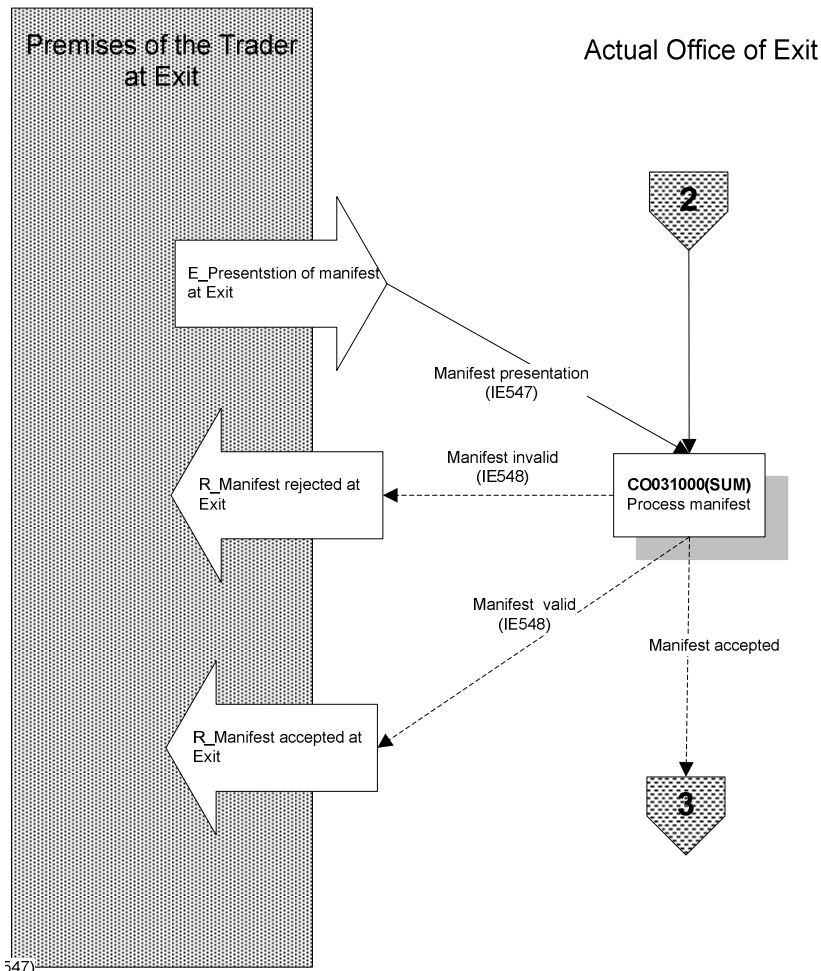 Premises of the Trader
at Exit
Actual Office of Exit
2
E_Presentstion of manifest
at Exit
Manifest presentation
(IE547)
Manifest invalid
(IE548)
R_Manifest rejected at
Exit
CO031000(SUM)
Process manifest
Manifest valid
(IE548)
Manifest accepted
R_Manifest accepted at
Exit
3
547)